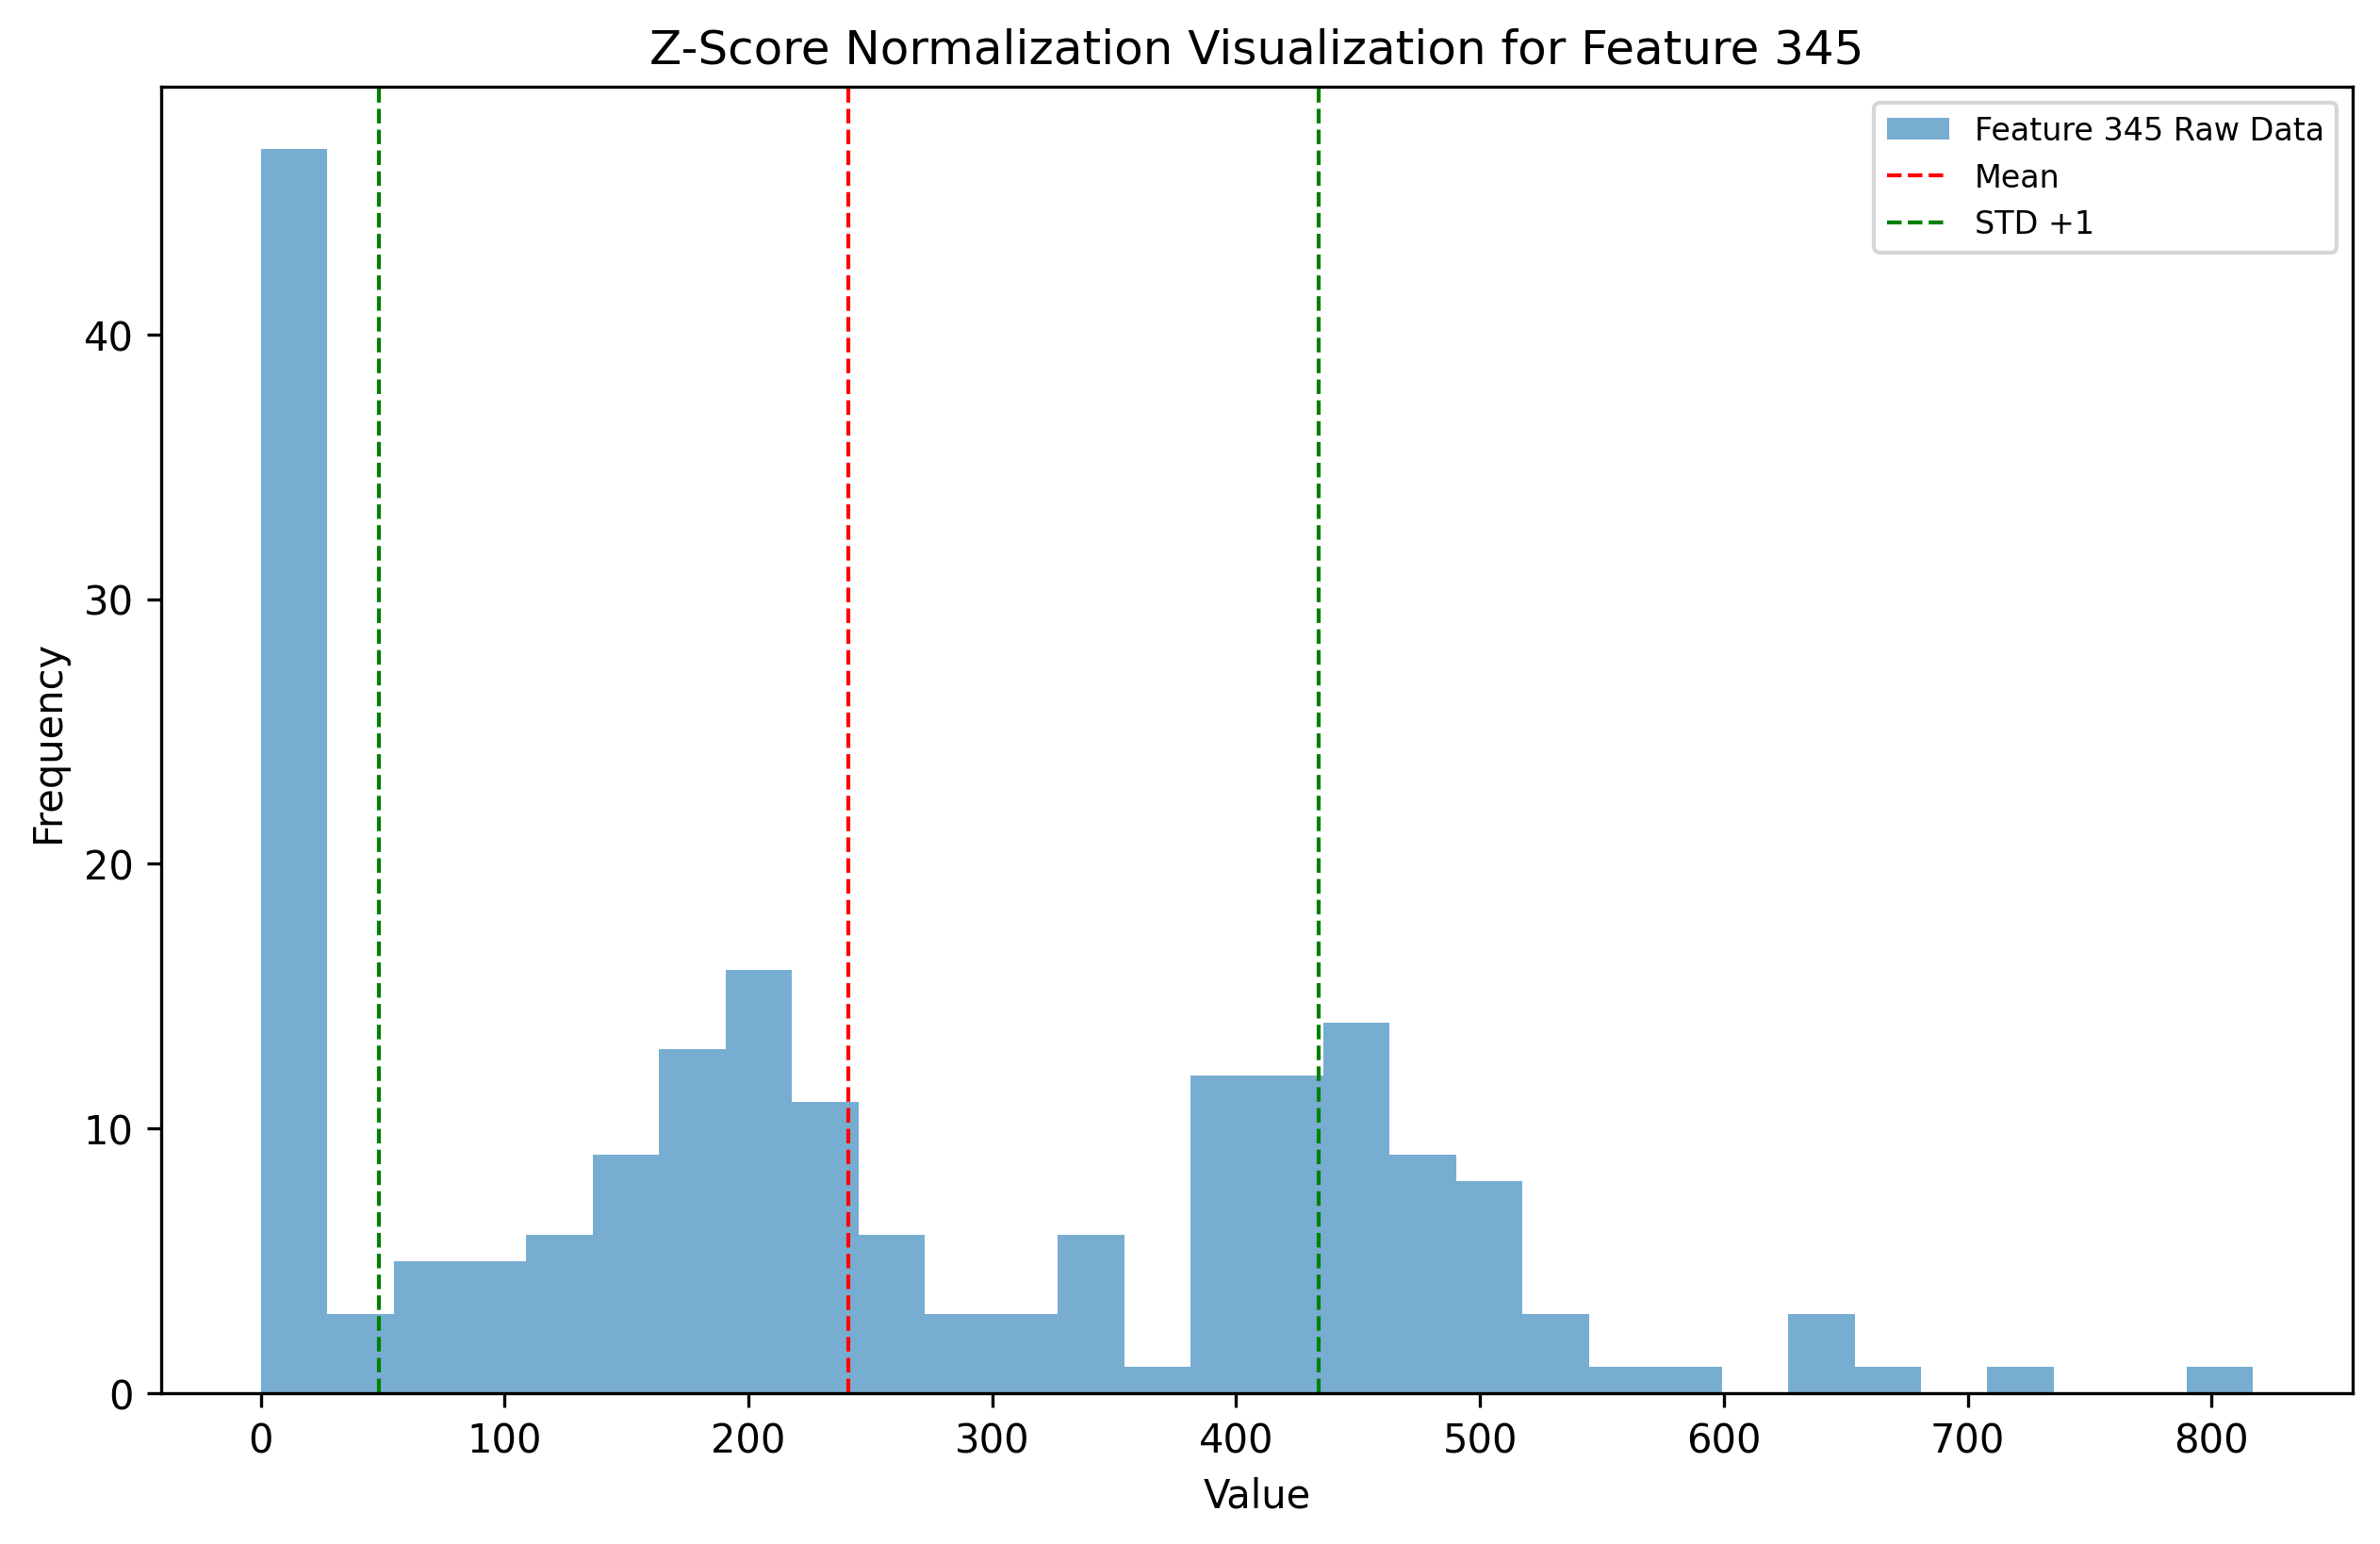 Z-Score Normalization Visualization for Feature 345
Feature 345 Raw Data
Mean
STD +1
40
30
20
10
0
Frequency
0 100 200 300 400 500 600 700 800
Value